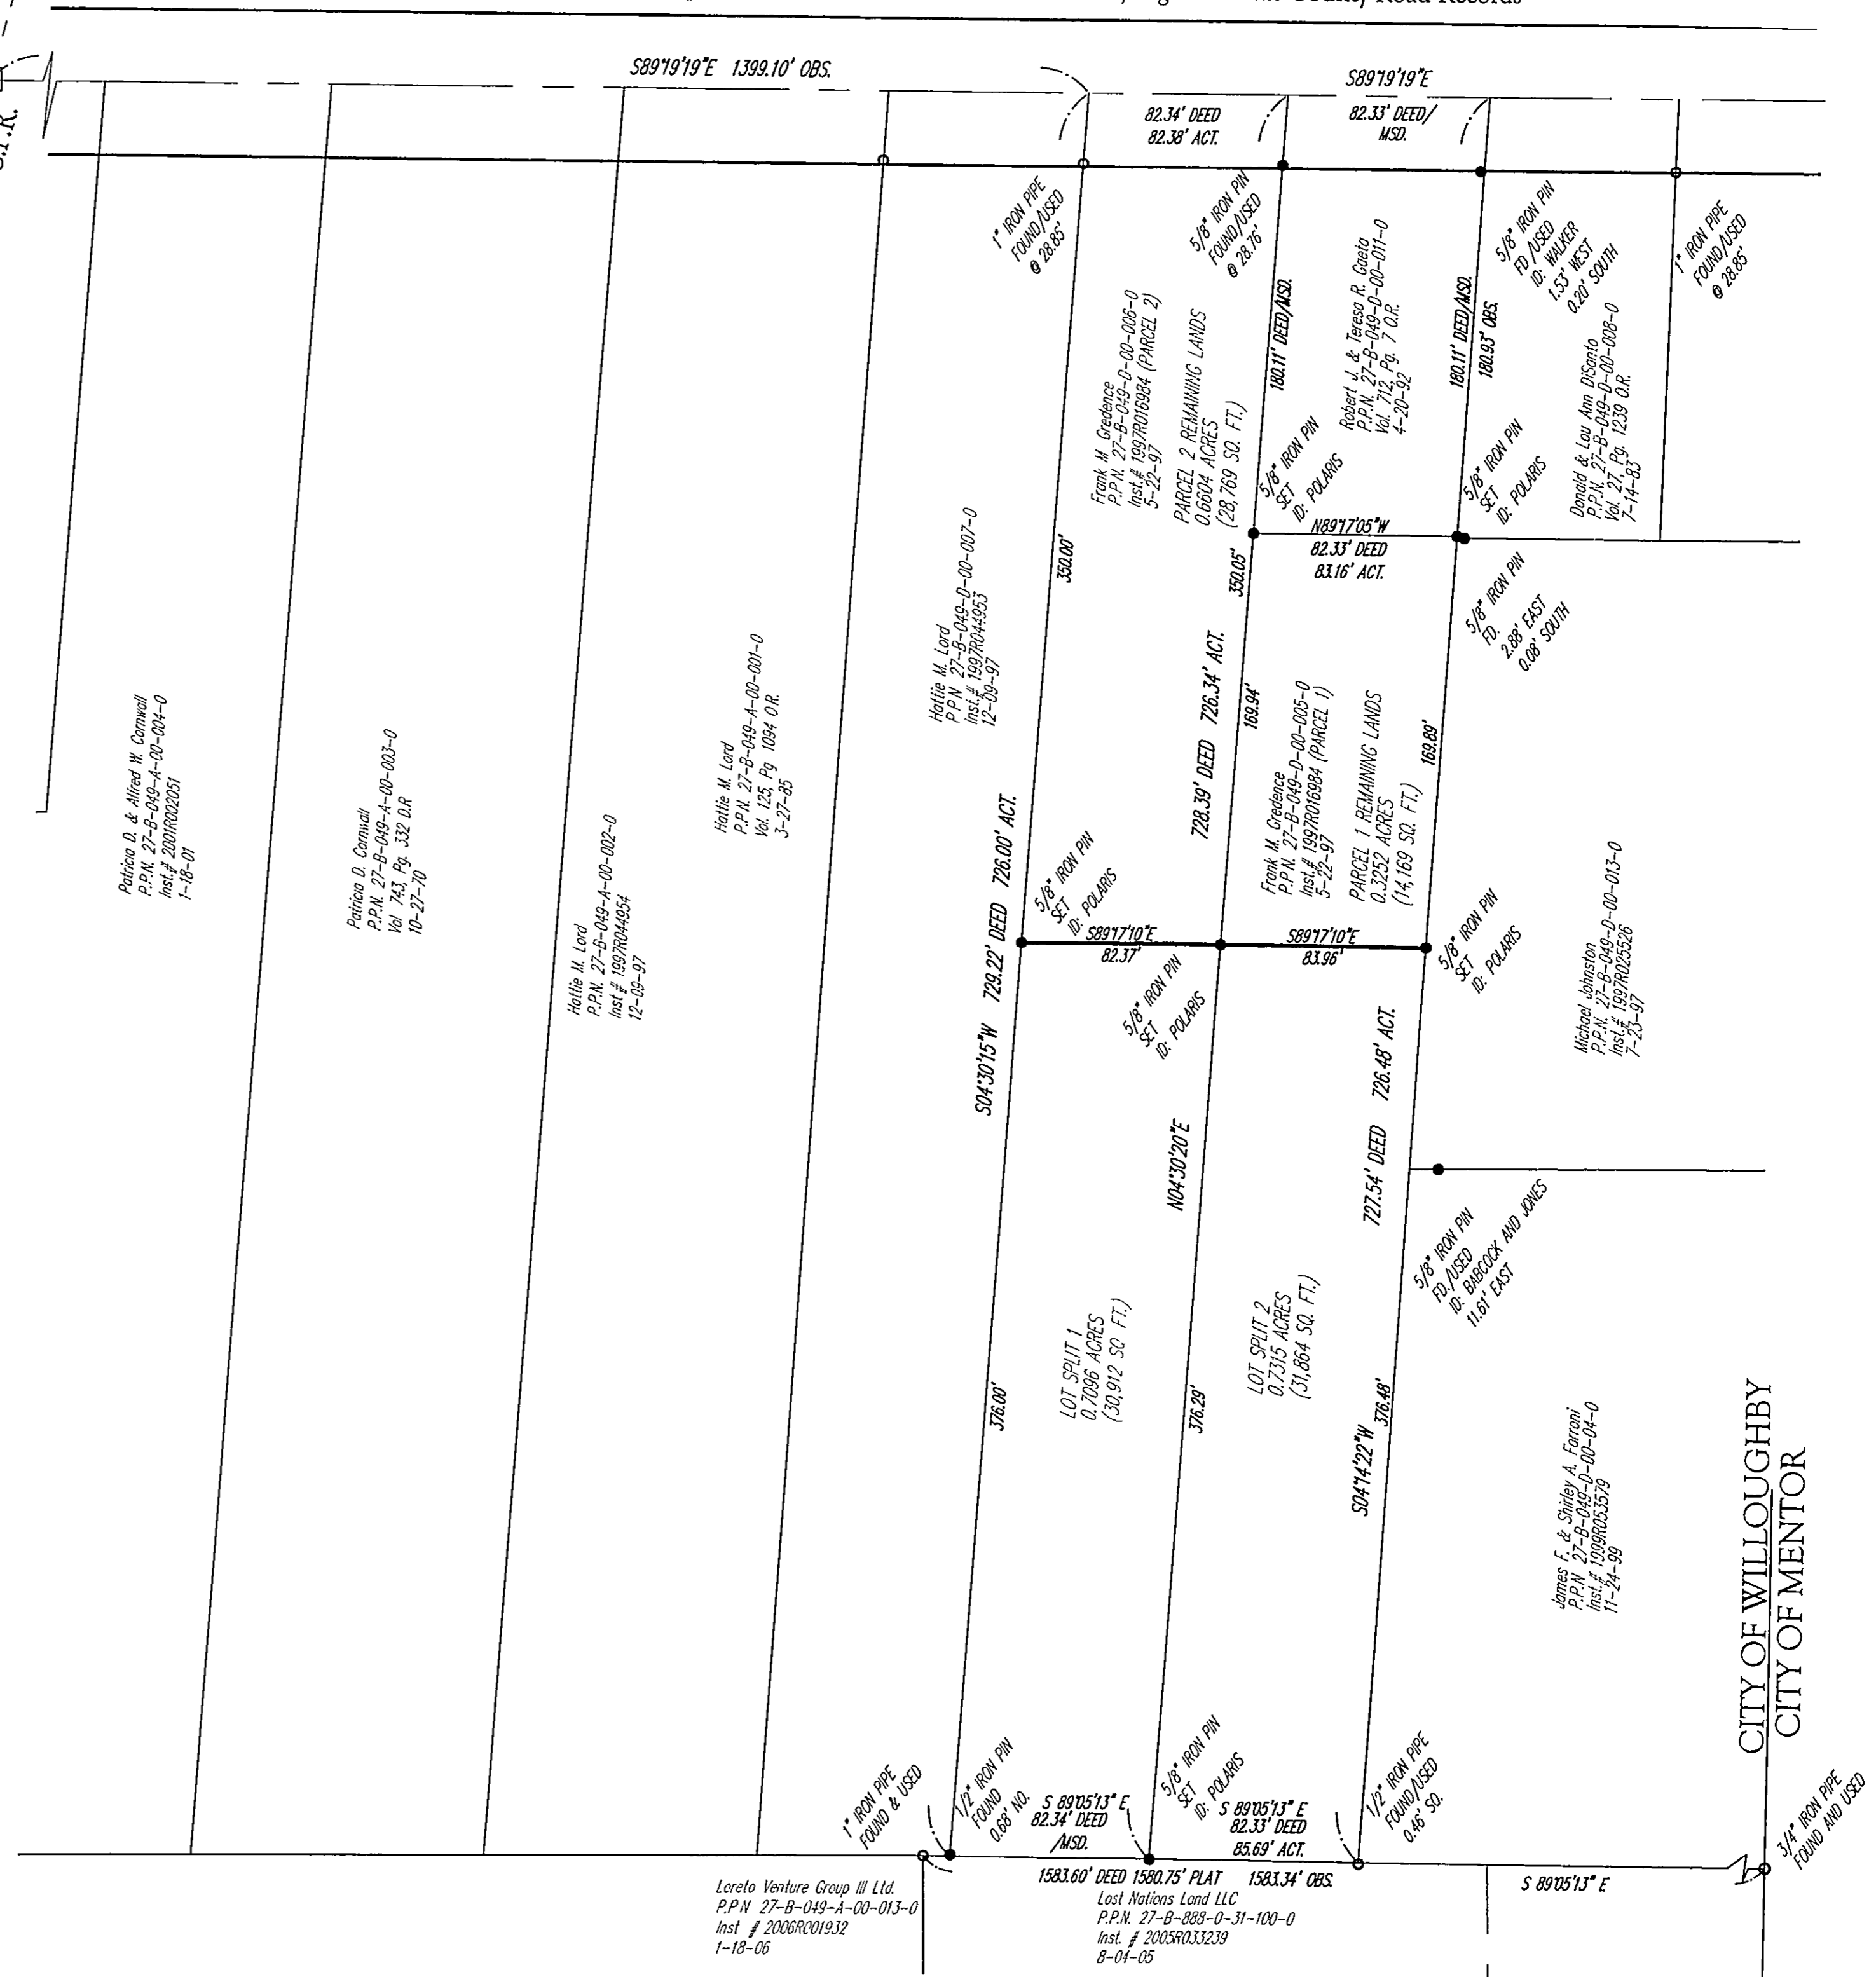 County Road Records
S89°19'19"E 1399.10' OBS.
S89°19'19"E
82.34' DEED
82.38' ACT.
82.33' DEED/
MSD.
1" IRON PIPE
FOUND/USED
@ 28.85'
5/8" IRON PIN
FOUND/USED
@ 28.76'
5/8" IRON PIN
FD /USED
ID: WALKER
1.53' WEST
0.20' SOUTH
1" IRON PIPE
FOUND/USED
@ 28.85'
Frank M Gredence
P.P.N. 27-B-049-D-00-006-0
Inst.# 1997R016984 (PARCEL 2)
5-22-97
PARCEL 2 REMAINING LANDS
0.6604 ACRES
(28,769 SQ. FT.)
180.11' DEED/MSD.
Robert J. & Teresa R. Gaeta
P.P.N. 27-B-049-D-00-011-0
Vol. 712, Pg. 7 O.R.
4-20-92
180.11' DEED/MSD.
180.93' OBS.
Donald & Lou Ann DiSanto
P.P.N. 27-B-049-D-00-008-0
Vol. 27, Pg. 1239 O.R.
7-14-83
5/8" IRON PIN
SET
ID: POLARIS
5/8" IRON PIN
SET
ID: POLARIS
N89°17'05"W
82.33' DEED
83.16' ACT.
5/8" IRON PIN
FD.
2.88' EAST
0.08' SOUTH
350.00'
350.05'
169.94'
169.89'
Patricia D. & Alfred W. Cornwall
P.P.N. 27-B-049-A-00-004-0
Inst.# 2001R002051
1-18-01
Patricia D. Cornwall
P.P.N. 27-B-049-A-00-003-0
Vol 743, Pg. 332 D.R
10-27-70
Hattie M. Lord
P.P.N. 27-B-049-A-00-002-0
Inst # 1997R044954
12-09-97
Hattie M. Lord
P.P.N. 27-B-049-A-00-001-0
Vol. 125, Pg 1094 O.R.
3-27-85
Hattie M. Lord
P.P.N 27-B-049-D-00-007-0
Inst.# 1997R044953
12-09-97
S04°30'15"W 729.22' DEED 726.00' ACT.
728.39' DEED 726.34' ACT.
Frank M. Gredence
P.P.N. 27-B-049-D-00-005-0
Inst.# 1997R016984 (PARCEL 1)
5-22-97
PARCEL 1 REMAINING LANDS
0.3252 ACRES
(14,169 SQ. FT.)
Michael Johnston
P.P.N. 27-B-049-D-00-013-0
Inst.# 1997R025526
7-23-97
5/8" IRON PIN
SET
ID: POLARIS
S89°17'10"E
82.37'
S89°17'10"E
83.96'
5/8" IRON PIN
SET
ID: POLARIS
5/8" IRON PIN
SET
ID: POLARIS
N04°30'20"E
727.54' DEED 726.48' ACT.
5/8" IRON PIN
FD./USED
ID: BABCOCK AND JONES
11.61' EAST
376.00'
LOT SPLIT 1
0.7096 ACRES
(30,912 SQ FT.)
376.29'
LOT SPLIT 2
0.7315 ACRES
(31,864 SQ. FT.)
S04°14'22"W
376.48'
James F. & Shirley A. Farroni
P.P.N 27-B-049-D-00-04-0
Inst.# 1999R053579
11-24-99
CITY OF WILLOUGHBY
CITY OF MENTOR
1" IRON PIPE
FOUND & USED
1/2" IRON PIN
FOUND
0.68' NO.
S 89°05'13" E
82.34' DEED
/MSD.
5/8" IRON PIN
SET
ID: POLARIS
S 89°05'13" E
82.33' DEED
85.69' ACT.
1/2" IRON PIPE
FOUND/USED
0.46' SO.
3/4" IRON PIPE
FOUND AND USED
1583.60' DEED 1580.75' PLAT 1583.34' OBS.
S 89°05'13" E
Loreto Venture Group III Ltd.
P.P.N 27-B-049-A-00-013-0
Inst # 2006R001932
1-18-06
Lost Nations Land LLC
P.P.N. 27-B-888-0-31-100-0
Inst. # 2005R033239
8-04-05